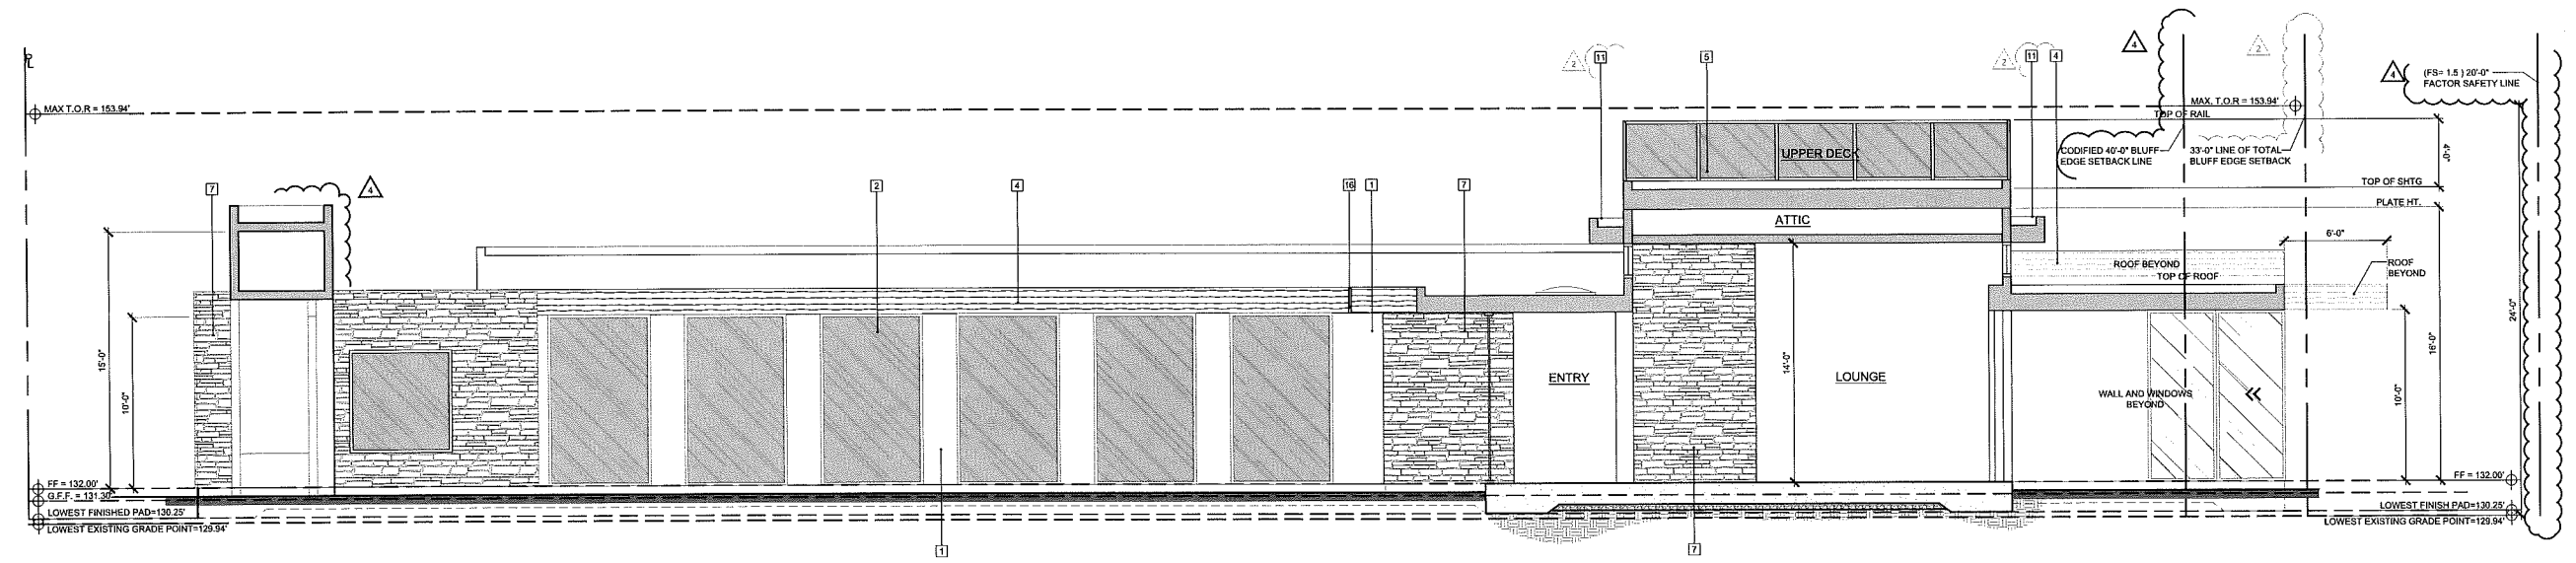 PL
MAX T.O.R = 153.94'
7
4
2
4
16
1
7
2
11
5
2
11
4
4
2
4
(FS= 1.5 ) 20'-0"
FACTOR SAFETY LINE
MAX. T.O.R = 153.94'
TOP OF RAIL
CODIFIED 40'-0" BLUFF
EDGE SETBACK LINE
33'-0" LINE OF TOTAL
BLUFF EDGE SETBACK
4'-0"
TOP OF SHTG
PLATE HT.
UPPER DECK
ATTIC
6'-0"
ROOF BEYOND
TOP OF ROOF
ROOF
BEYOND
15'-0"
10'-0"
14'-0"
24'-0"
16'-0"
10'-0"
ENTRY
LOUNGE
WALL AND WINDOWS
BEYOND
FF = 132.00'
G.F.F. = 131.30'
LOWEST FINISHED PAD=130.25'
LOWEST EXISTING GRADE POINT=129.94'
FF = 132.00'
LOWEST FINISH PAD=130.25'
LOWEST EXISTING GRADE POINT=129.94'
1
7